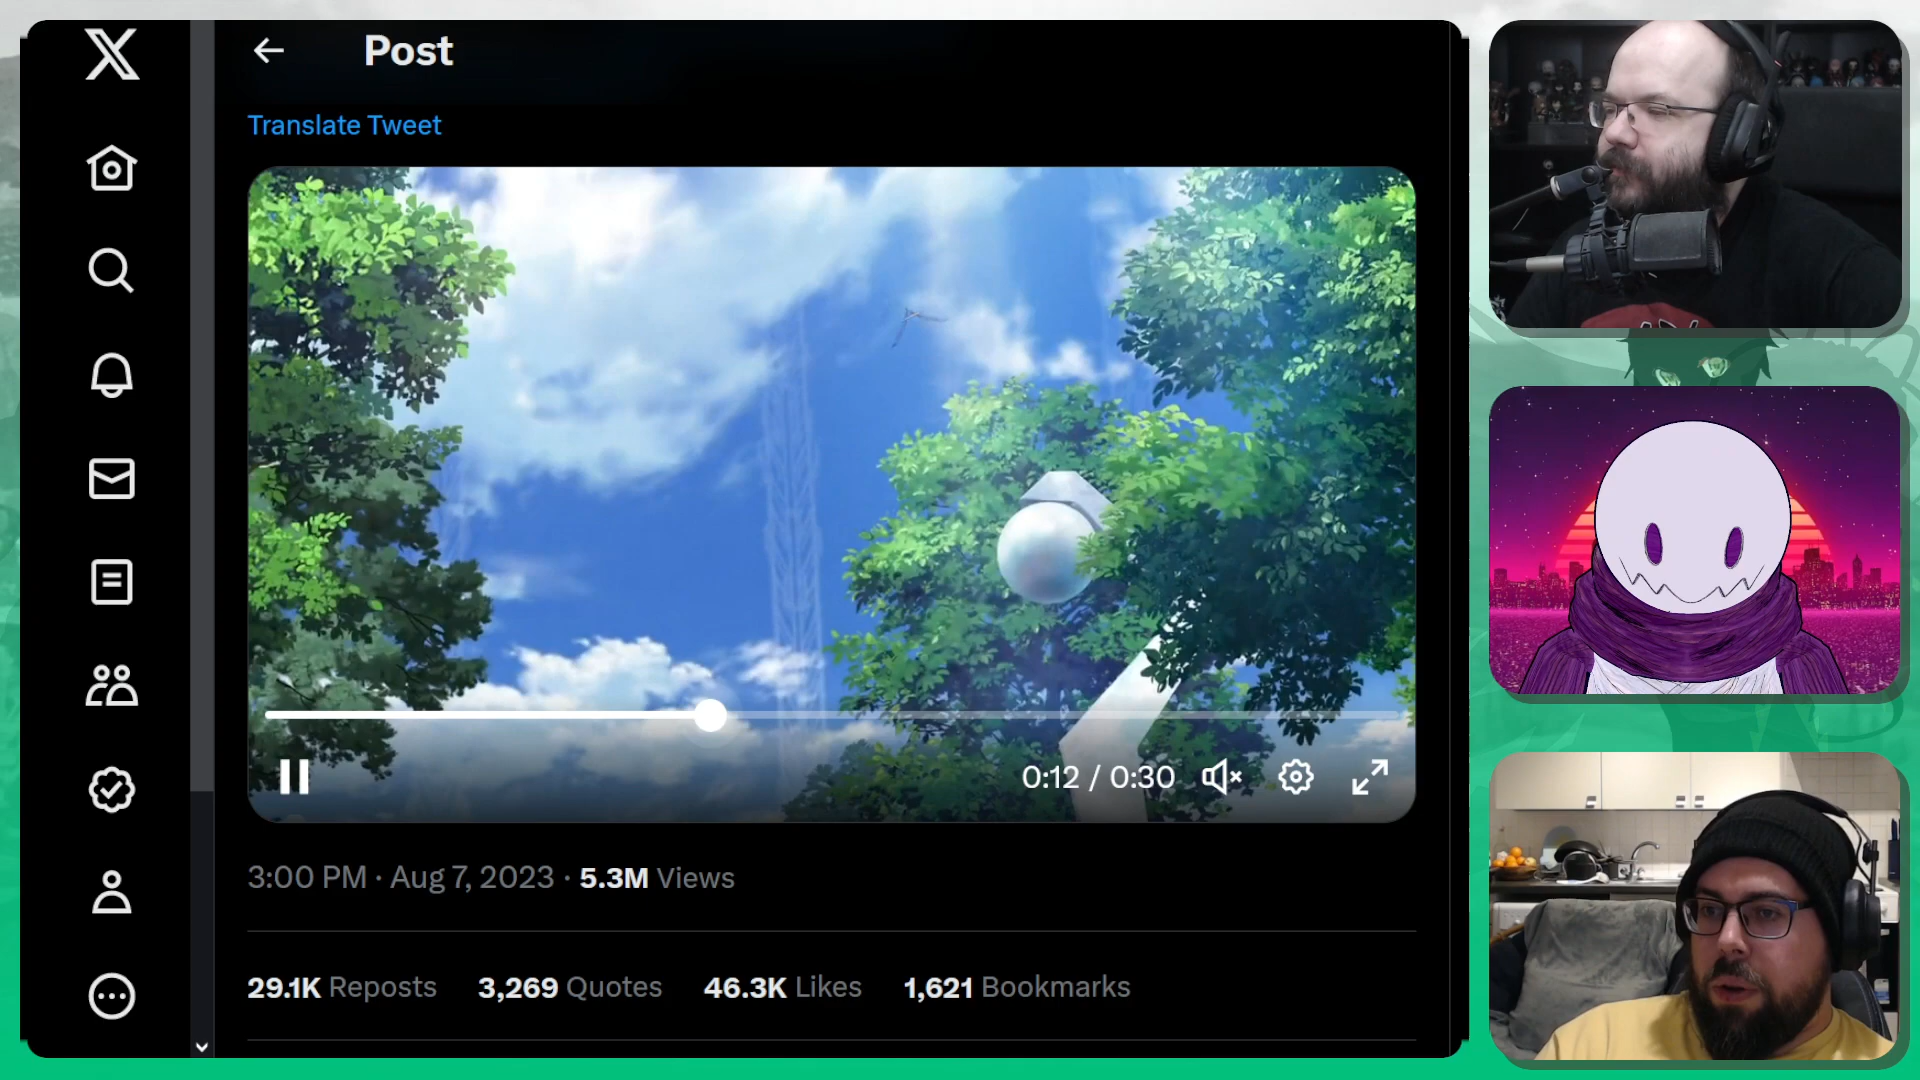 Post
Translate Tweet
0:12 / 0:30
3:00 PM · Aug 7, 2023 · 5.3M Views
29.1K Reposts 3,269 Quotes 46.3K Likes 1,621 Bookmarks